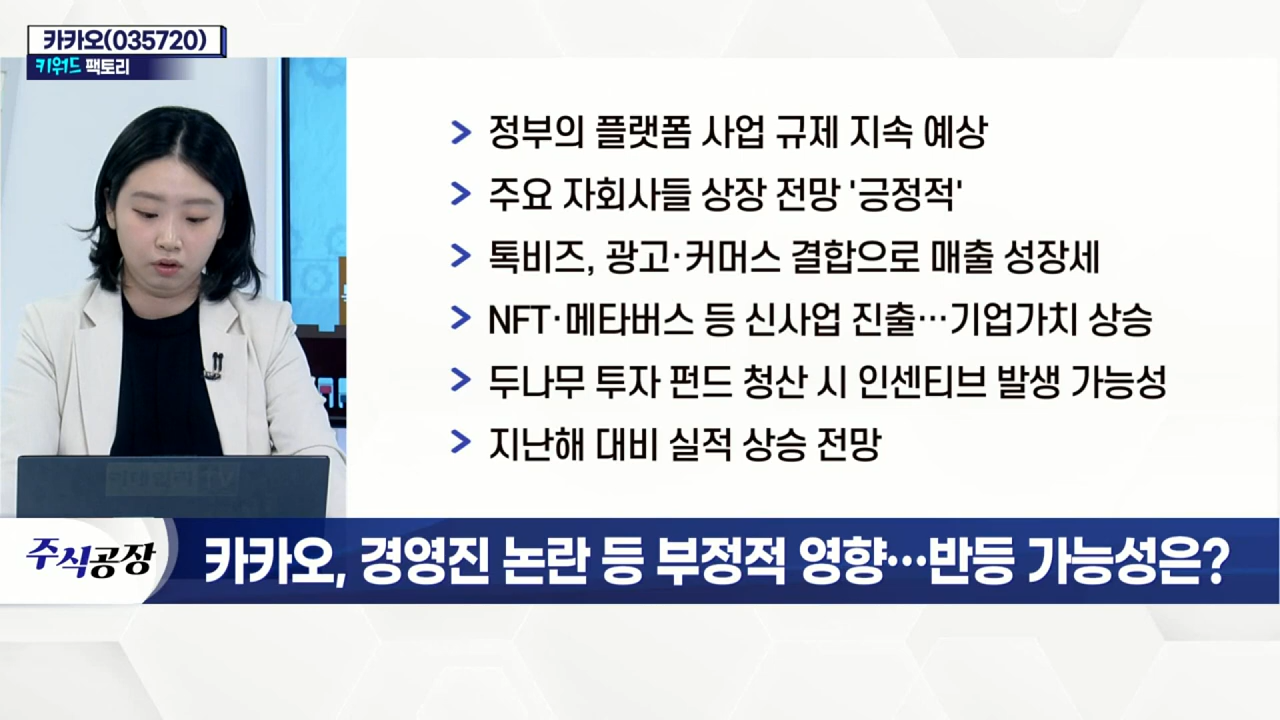 카카오(035720)
키워드 팩토리
> 정부의 플랫폼 사업 규제 지속 예상
> 주요 자회사들 상장 전망 '긍정적'
> 톡비즈, 광고·커머스 결합으로 매출 성장세
> NFT·메타버스 등 신사업 진출…기업가치 상승
> 두나무 투자 펀드 청산 시 인센티브 발생 가능성
> 지난해 대비 실적 상승 전망
이데일리TV
주식공장
카카오, 경영진 논란 등 부정적 영향…반등 가능성은?